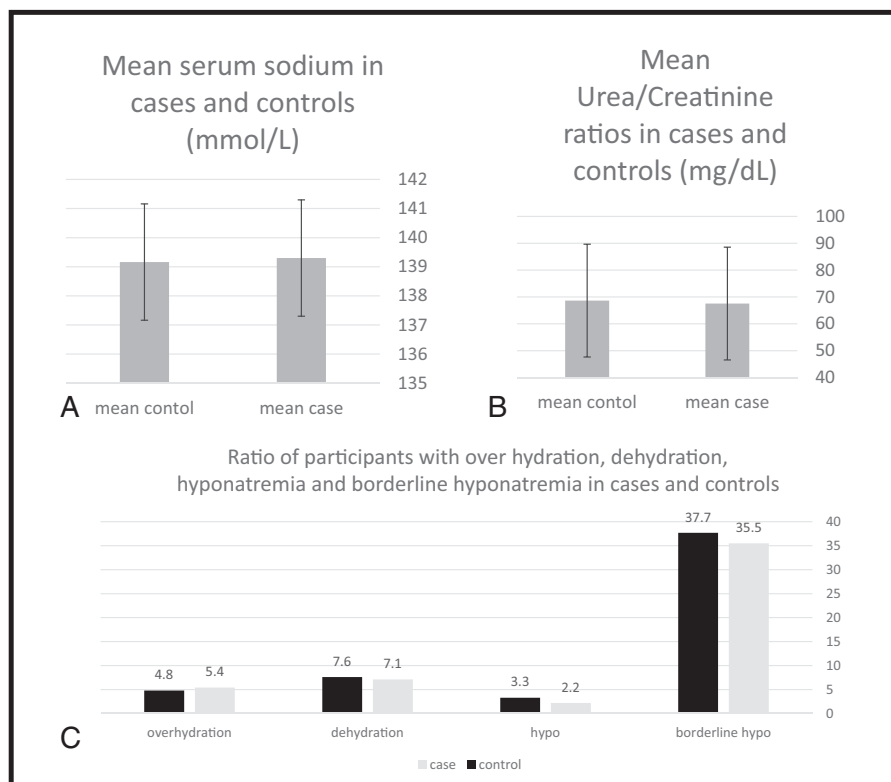 Mean serum sodium in
cases and controls
(mmol/L)
142
141
140
139
138
137
136
135
mean contol
mean case
A
Mean
Urea/Creatinine
ratios in cases and
controls (mg/dL)
100
90
80
70
60
50
40
mean contol
mean case
B
Ratio of participants with over hydration, dehydration,
hyponatremia and borderline hyponatremia in cases and controls
40
35
30
25
20
15
10
5
0
4.8
5.4
7.6
7.1
3.3
2.2
37.7
35.5
overhydration
dehydration
hypo
borderline hypo
C
case
control